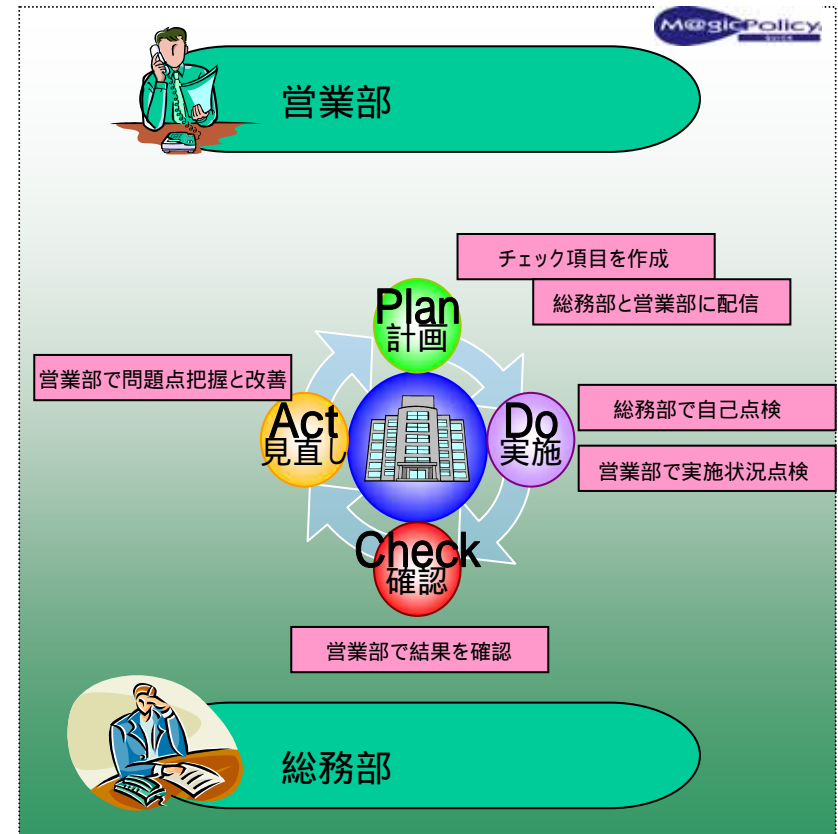 M@gicPolicy
営業部
チェック項目を作成
総務部と営業部に配信
Plan
計画
営業部で問題点把握と改善
Act
見直し
Do
実施
総務部で自己点検
営業部で実施状況点検
Check
確認
営業部で結果を確認
総務部